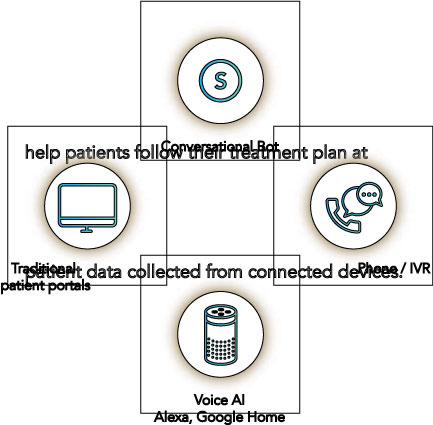 S
Conversational Bot
help patients follow their treatment plan at
Traditional
patient portals
Phone / IVR
patient data collected from connected devices.
Voice AI
Alexa, Google Home